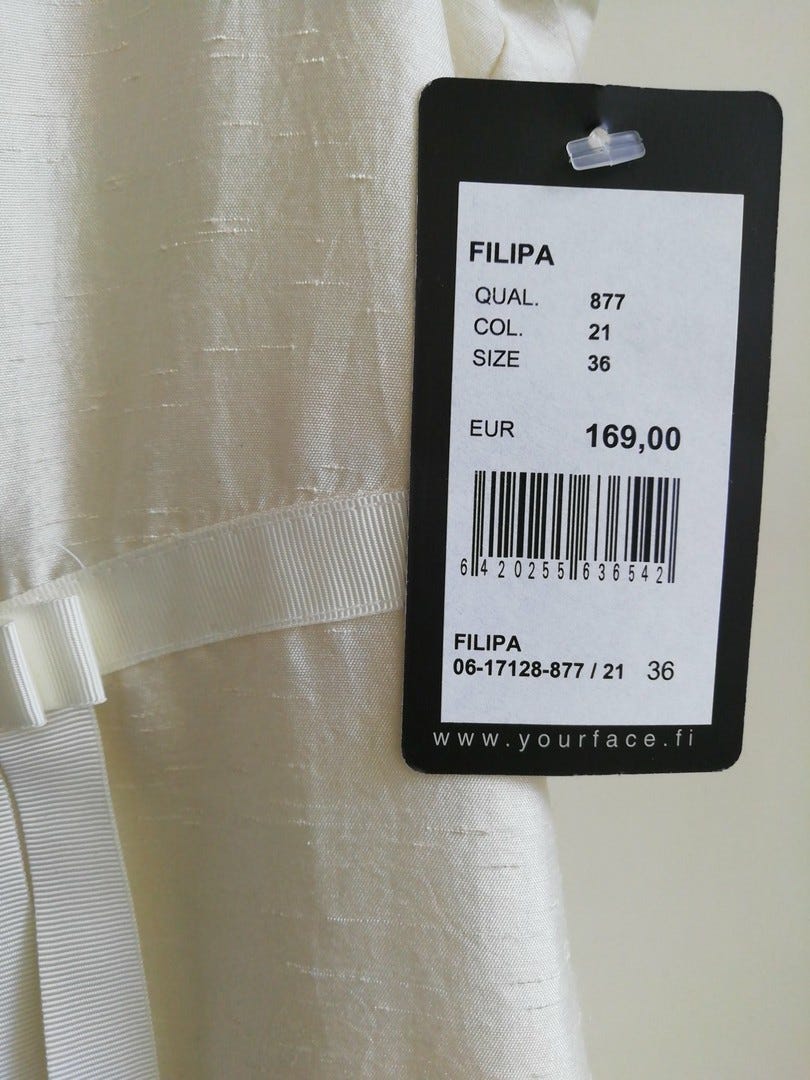 FILIPA
QUAL. 877
COL. 21
SIZE 36
EUR 169,00
6 420255 636542
FILIPA
06-17128-877 / 21 36
www.yourface.fi